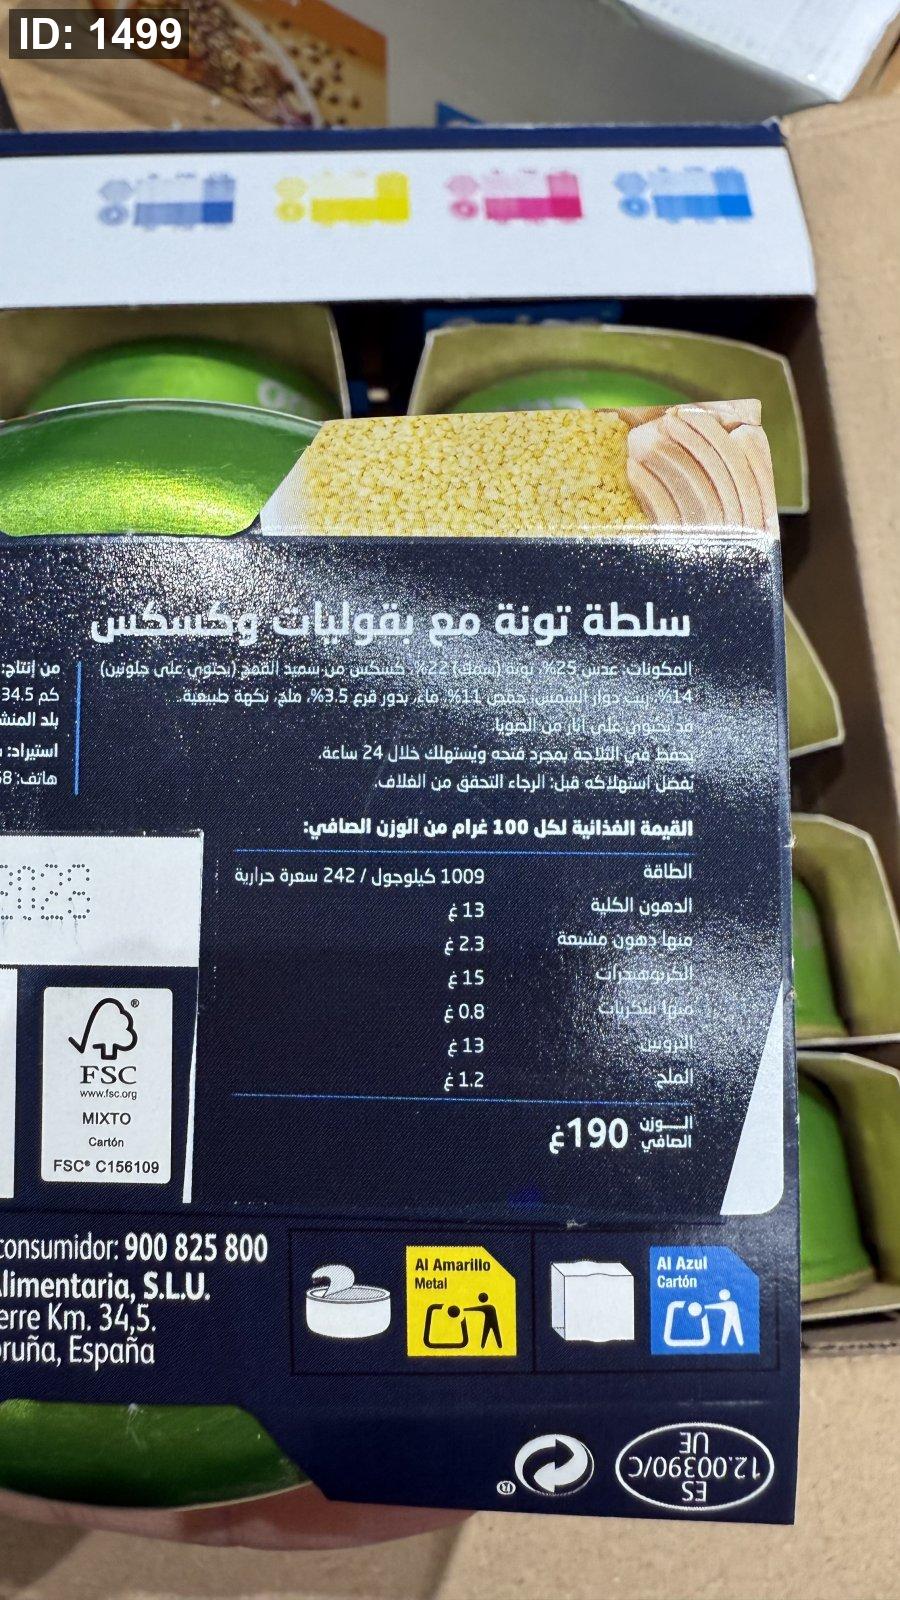 ID: 1499
سلطة تونة مع بقوليات وكسكس
المكونات: عدس 25%، تونة (سمك) 22%، كسكس من سميد القمح (يحتوي على جلوتين)
14%، زيت دوار الشمس، حمص 11%، ماء، بذور قرع 3.5%، ملح، نكهة طبيعية.
قد يحتوي على آثار من الصويا.
يحفظ في الثلاجة بمجرد فتحه ويستهلك خلال 24 ساعة.
يفضل استهلاكه قبل: الرجاء التحقق من الغلاف.
من إنتاج:
كم 34.5
بلد
استيراد:
هاتف:
القيمة الغذائية لكل 100 غرام من الوزن الصافي:
الطاقة 1009 كيلوجول / 242 سعرة حرارية
الدهون الكلية 13 غ
منها دهون مشبعة 2.3 غ
الكربوهيدرات 15 غ
منها سكريات 0.8 غ
البروتين 13 غ
الملح 1.2 غ
الـــوزن الصافي 190غ
FSC®
www.fsc.org
MIXTO
Cartón
FSC® C156109
consumidor: 900 825 800
limentaria, S.L.U.
erre Km. 34,5.
ruña, España
Al Amarillo
Metal
Al Azul
Cartón
ES
12.00390/C
UE